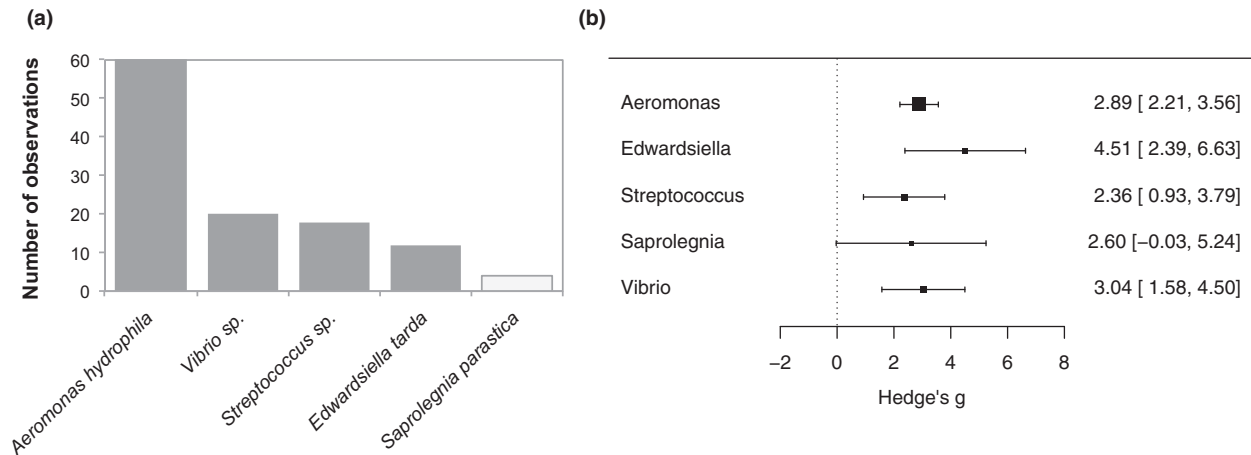 (a)
Number of observations
60
50
40
30
20
10
0
Aeromonas hydrophila
Vibrio sp.
Streptococcus sp.
Edwardsiella tarda
Saprolegnia parastica
(b)
Aeromonas 2.89 [ 2.21, 3.56]
Edwardsiella 4.51 [ 2.39, 6.63]
Streptococcus 2.36 [ 0.93, 3.79]
Saprolegnia 2.60 [−0.03, 5.24]
Vibrio 3.04 [ 1.58, 4.50]
−2 0 2 4 6 8
Hedge's g